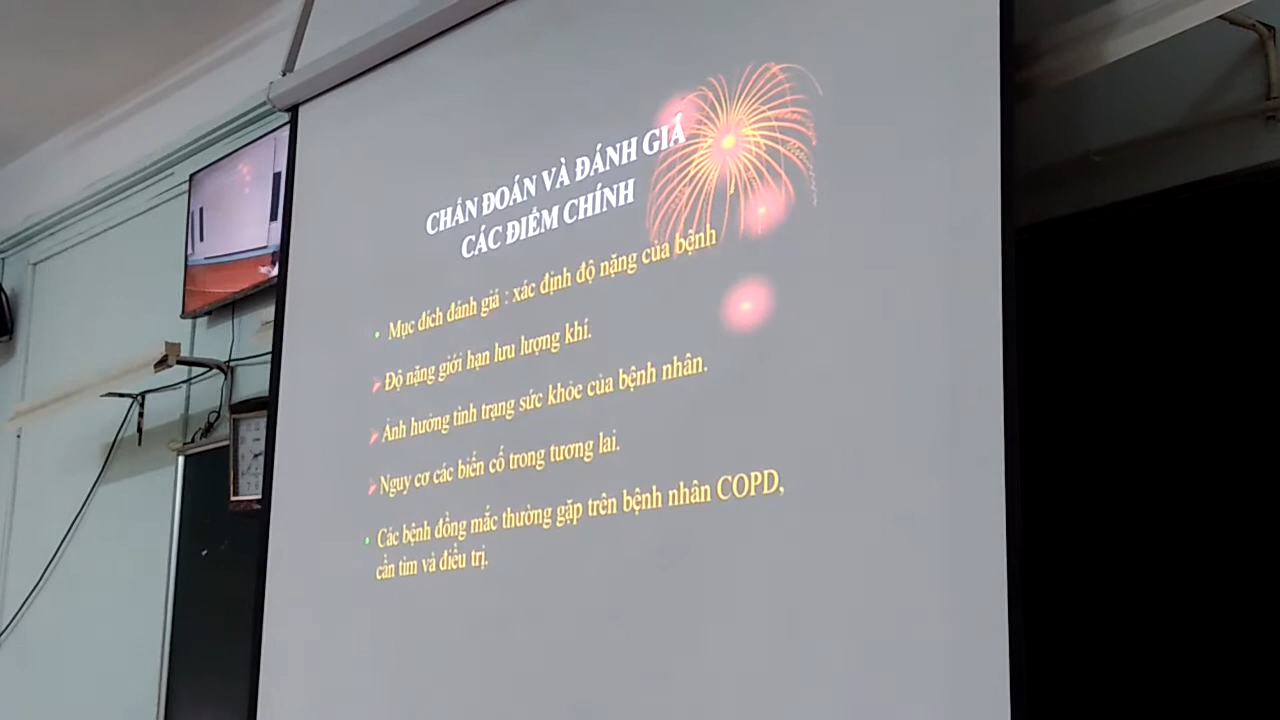 CHẨN ĐOÁN VÀ ĐÁNH GIÁ
CÁC ĐIỂM CHÍNH
• Mục đích đánh giá : xác định độ nặng của bệnh
Độ nặng giới hạn lưu lượng khí.
Ảnh hưởng tình trạng sức khỏe của bệnh nhân.
Nguy cơ các biến cố trong tương lai.
• Các bệnh đồng mắc thường gặp trên bệnh nhân COPD,
cần tìm và điều trị.